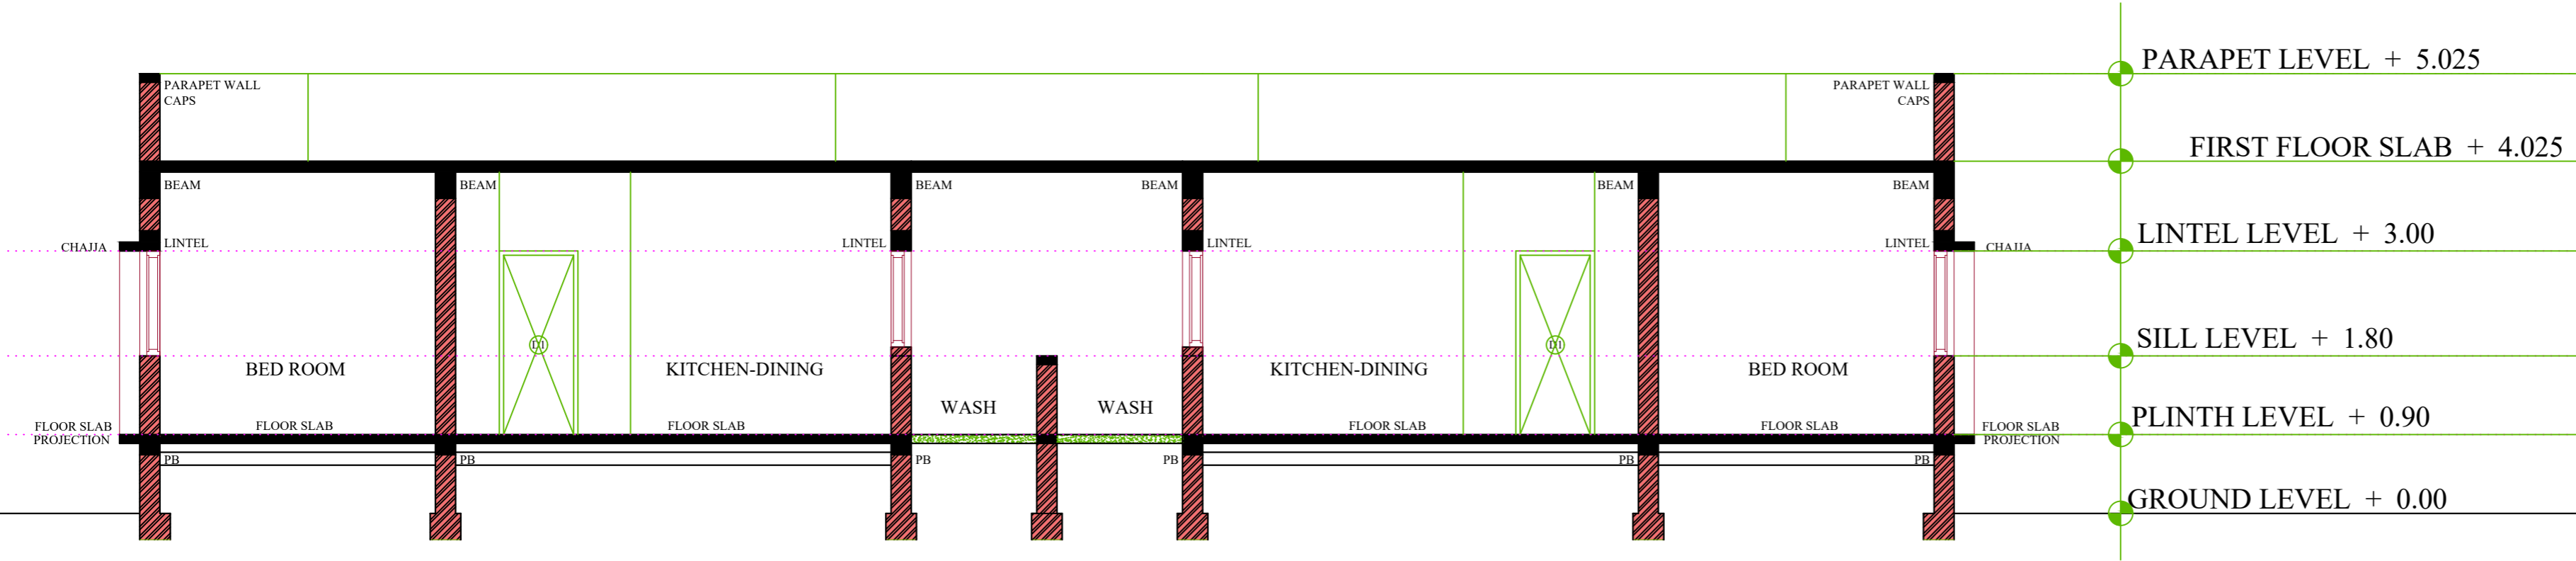 PARAPET LEVEL + 5.025
PARAPET WALL
CAPS
PARAPET WALL
CAPS
FIRST FLOOR SLAB + 4.025
BEAM
BEAM
BEAM
BEAM
BEAM
BEAM
LINTEL LEVEL + 3.00
CHAJJA
LINTEL
LINTEL
LINTEL
LINTEL
CHAJJA
D1
D1
SILL LEVEL + 1.80
BED ROOM
KITCHEN-DINING
KITCHEN-DINING
BED ROOM
WASH
WASH
PLINTH LEVEL + 0.90
FLOOR SLAB
PROJECTION
FLOOR SLAB
FLOOR SLAB
FLOOR SLAB
FLOOR SLAB
FLOOR SLAB
PROJECTION
PB
PB
PB
PB
PB
PB
GROUND LEVEL + 0.00